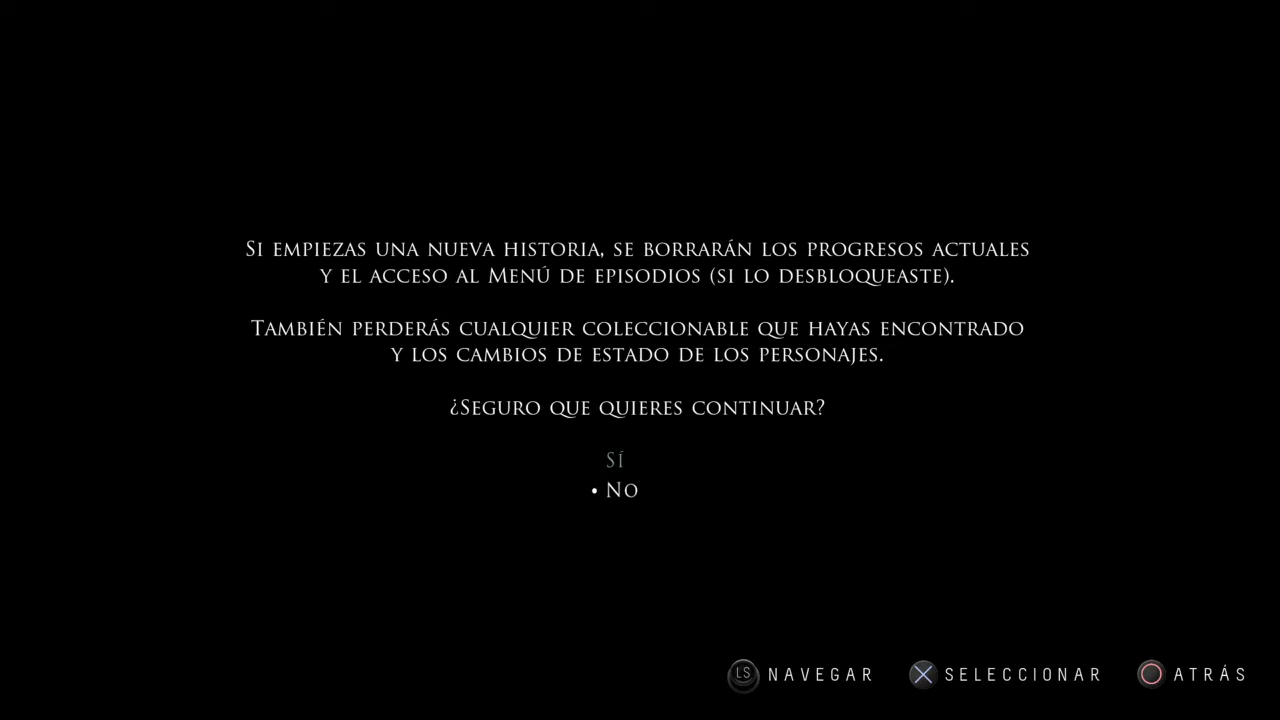 Si empiezas una nueva historia, se borrarán los progresos actuales
y el acceso al Menú de episodios (si lo desbloqueaste).
También perderás cualquier coleccionable que hayas encontrado
y los cambios de estado de los personajes.
¿Seguro que quieres continuar?
Sí
• No
LS NAVEGAR SELECCIONAR ATRÁS